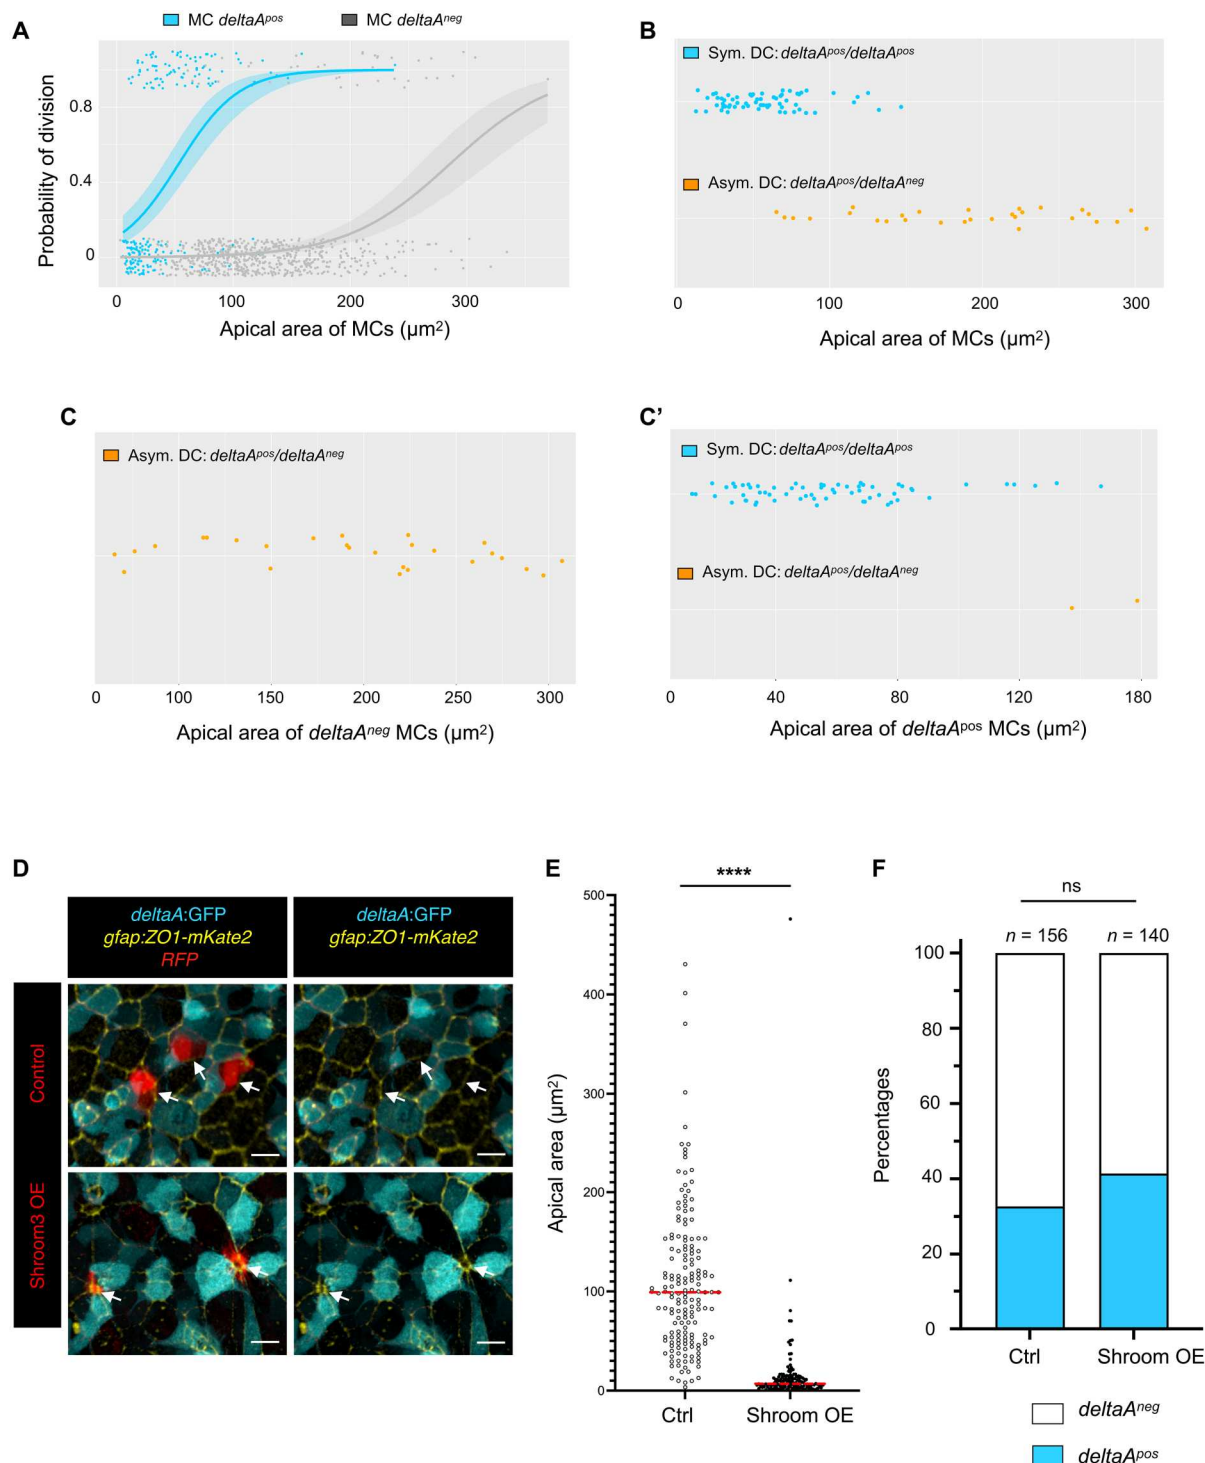 A
MC deltaAᵖᵒˢ
MC deltaAⁿᵉᵍ
Probability of division
0.8
0.4
0
0 100 200 300
Apical area of MCs (µm²)
B
Sym. DC: deltaAᵖᵒˢ/deltaAᵖᵒˢ
Asym. DC: deltaAᵖᵒˢ/deltaAⁿᵉᵍ
0 100 200 300
Apical area of MCs (µm²)
C
Asym. DC: deltaAᵖᵒˢ/deltaAⁿᵉᵍ
0 100 150 200 250 300
Apical area of deltaAⁿᵉᵍ MCs (µm²)
C'
Sym. DC: deltaAᵖᵒˢ/deltaAᵖᵒˢ
Asym. DC: deltaAᵖᵒˢ/deltaAⁿᵉᵍ
0 40 80 120 180
Apical area of deltaAᵖᵒˢ MCs (µm²)
D
deltaA:GFP
gfap:ZO1-mKate2
RFP
deltaA:GFP
gfap:ZO1-mKate2
Control
Shroom3 OE
E
****
Apical area (µm²)
500
400
300
200
100
0
Ctrl Shroom OE
F
ns
n = 156 n = 140
Percentages
100
80
60
40
20
0
Ctrl Shroom OE
deltaAⁿᵉᵍ
deltaAᵖᵒˢ